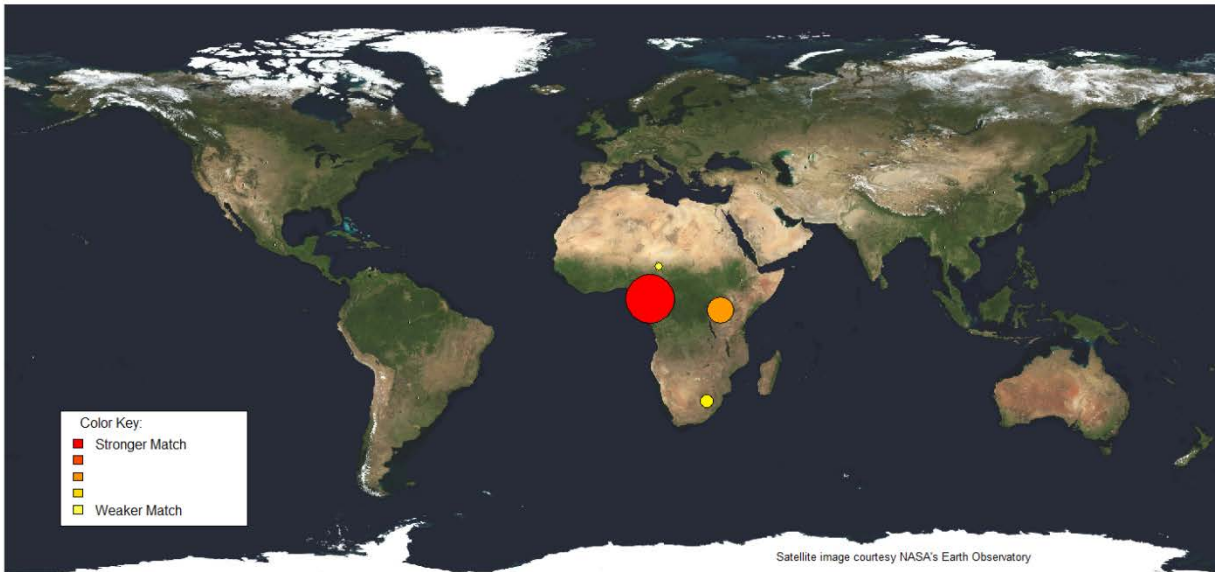 Color Key:
Stronger Match
Weaker Match
Satellite image courtesy NASA's Earth Observatory